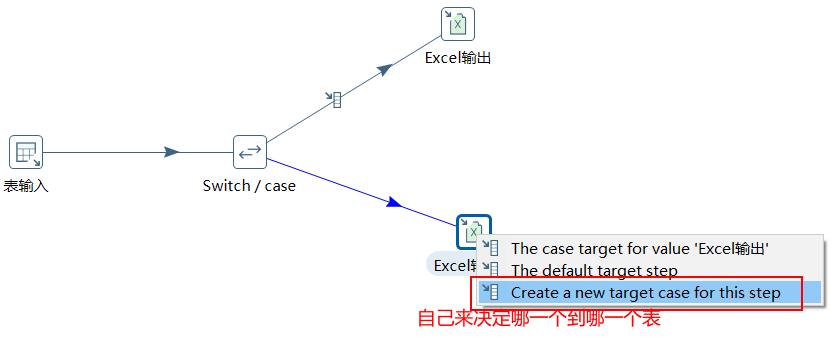 Excel输出
表输入
Switch / case
Excel输
The case target for value 'Excel输出'
The default target step
Create a new target case for this step
自己来决定哪一个到哪一个表